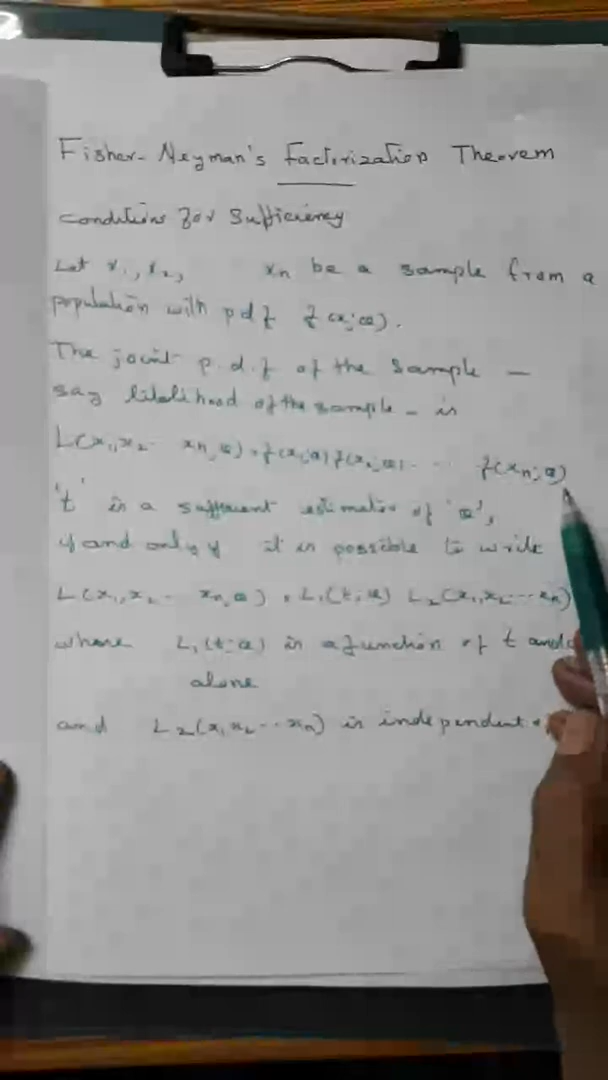 Fisher-Neyman's Factorization Theorem
Conditions for Sufficiency
Let x₁, x₂, xn be a sample from a
population with pdf f(x;θ).
The joint p.d.f of the sample –
say likelihood of the sample – is
L(x₁, x₂ - xn, θ) = f(x₁;θ) f(x₂;θ) - - - f(xn;θ)
't' is a sufficient estimator of 'θ',
if and only if it is possible to write
L(x₁, x₂ - xn, θ) = L₁(t;θ) L₂(x₁, x₂ - - xn)
where L₁(t;θ) is a function of t and
alone
and L₂(x₁ x₂ - - xn) is independent